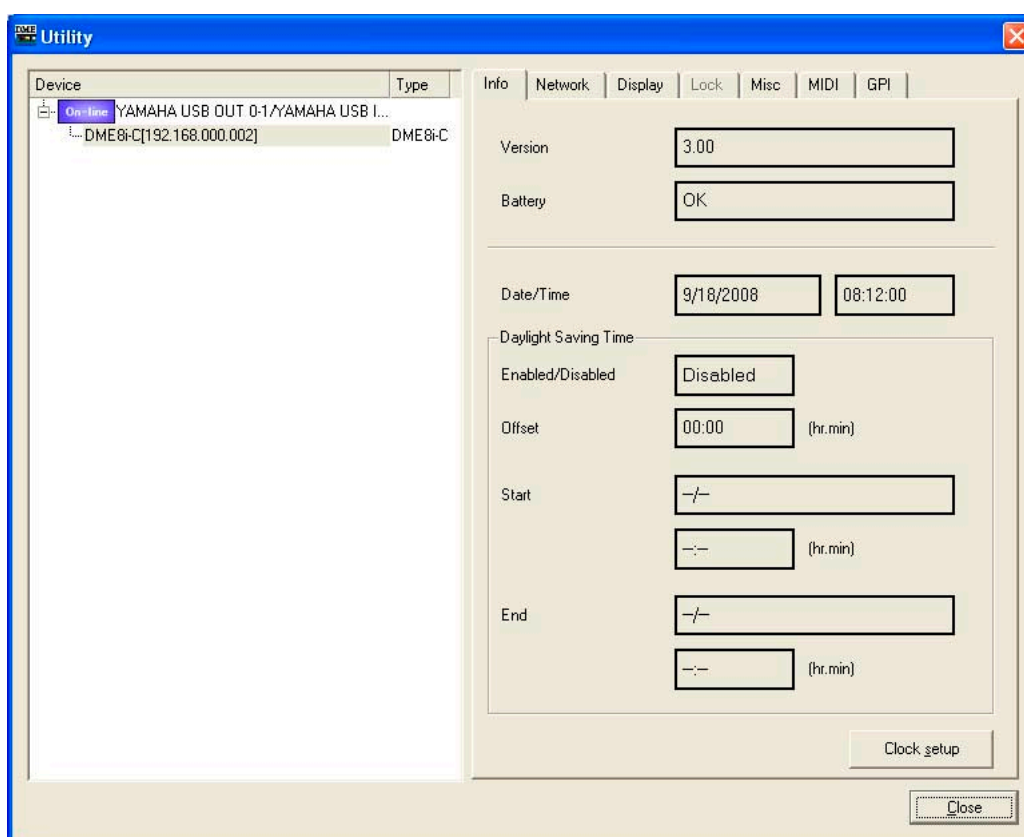 DME
Utility
Device Type
On-line YAMAHA USB OUT 0-1/YAMAHA USB I...
DME8i-C[192.168.000.002] DME8i-C
Info Network Display Lock Misc MIDI GPI
Version 3.00
Battery OK
Date/Time 9/18/2008 08:12:00
Daylight Saving Time
Enabled/Disabled Disabled
Offset 00:00 (hr.min)
Start --/--
--:-- (hr.min)
End --/--
--:-- (hr.min)
Clock setup
Close